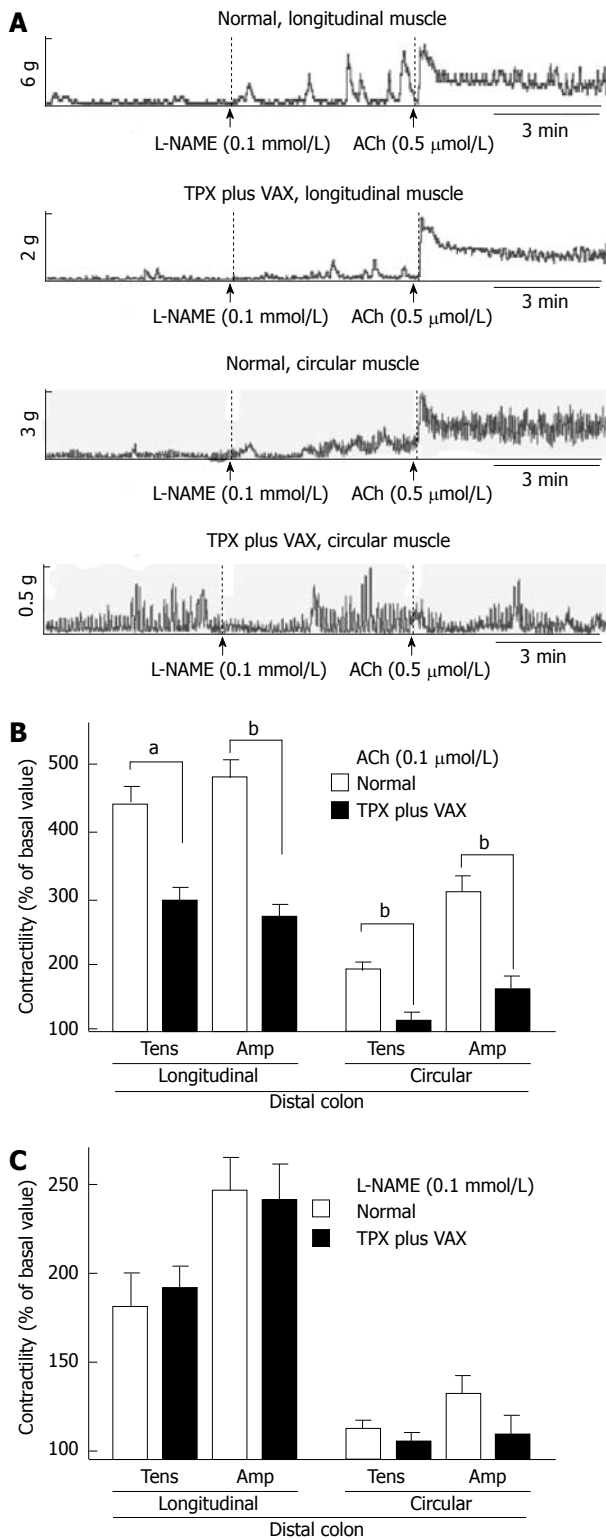 A
Normal, longitudinal muscle
6 g
L-NAME (0.1 mmol/L) ACh (0.5 μmol/L) 3 min
TPX plus VAX, longitudinal muscle
2 g
L-NAME (0.1 mmol/L) ACh (0.5 μmol/L) 3 min
Normal, circular muscle
3 g
L-NAME (0.1 mmol/L) ACh (0.5 μmol/L) 3 min
TPX plus VAX, circular muscle
0.5 g
L-NAME (0.1 mmol/L) ACh (0.5 μmol/L) 3 min
B
Contractility (% of basal value)
500
400
300
200
100
a
b
b
b
ACh (0.1 μmol/L)
Normal
TPX plus VAX
Tens Amp Tens Amp
Longitudinal Circular
Distal colon
C
Contractility (% of basal value)
250
200
150
100
L-NAME (0.1 mmol/L)
Normal
TPX plus VAX
Tens Amp Tens Amp
Longitudinal Circular
Distal colon